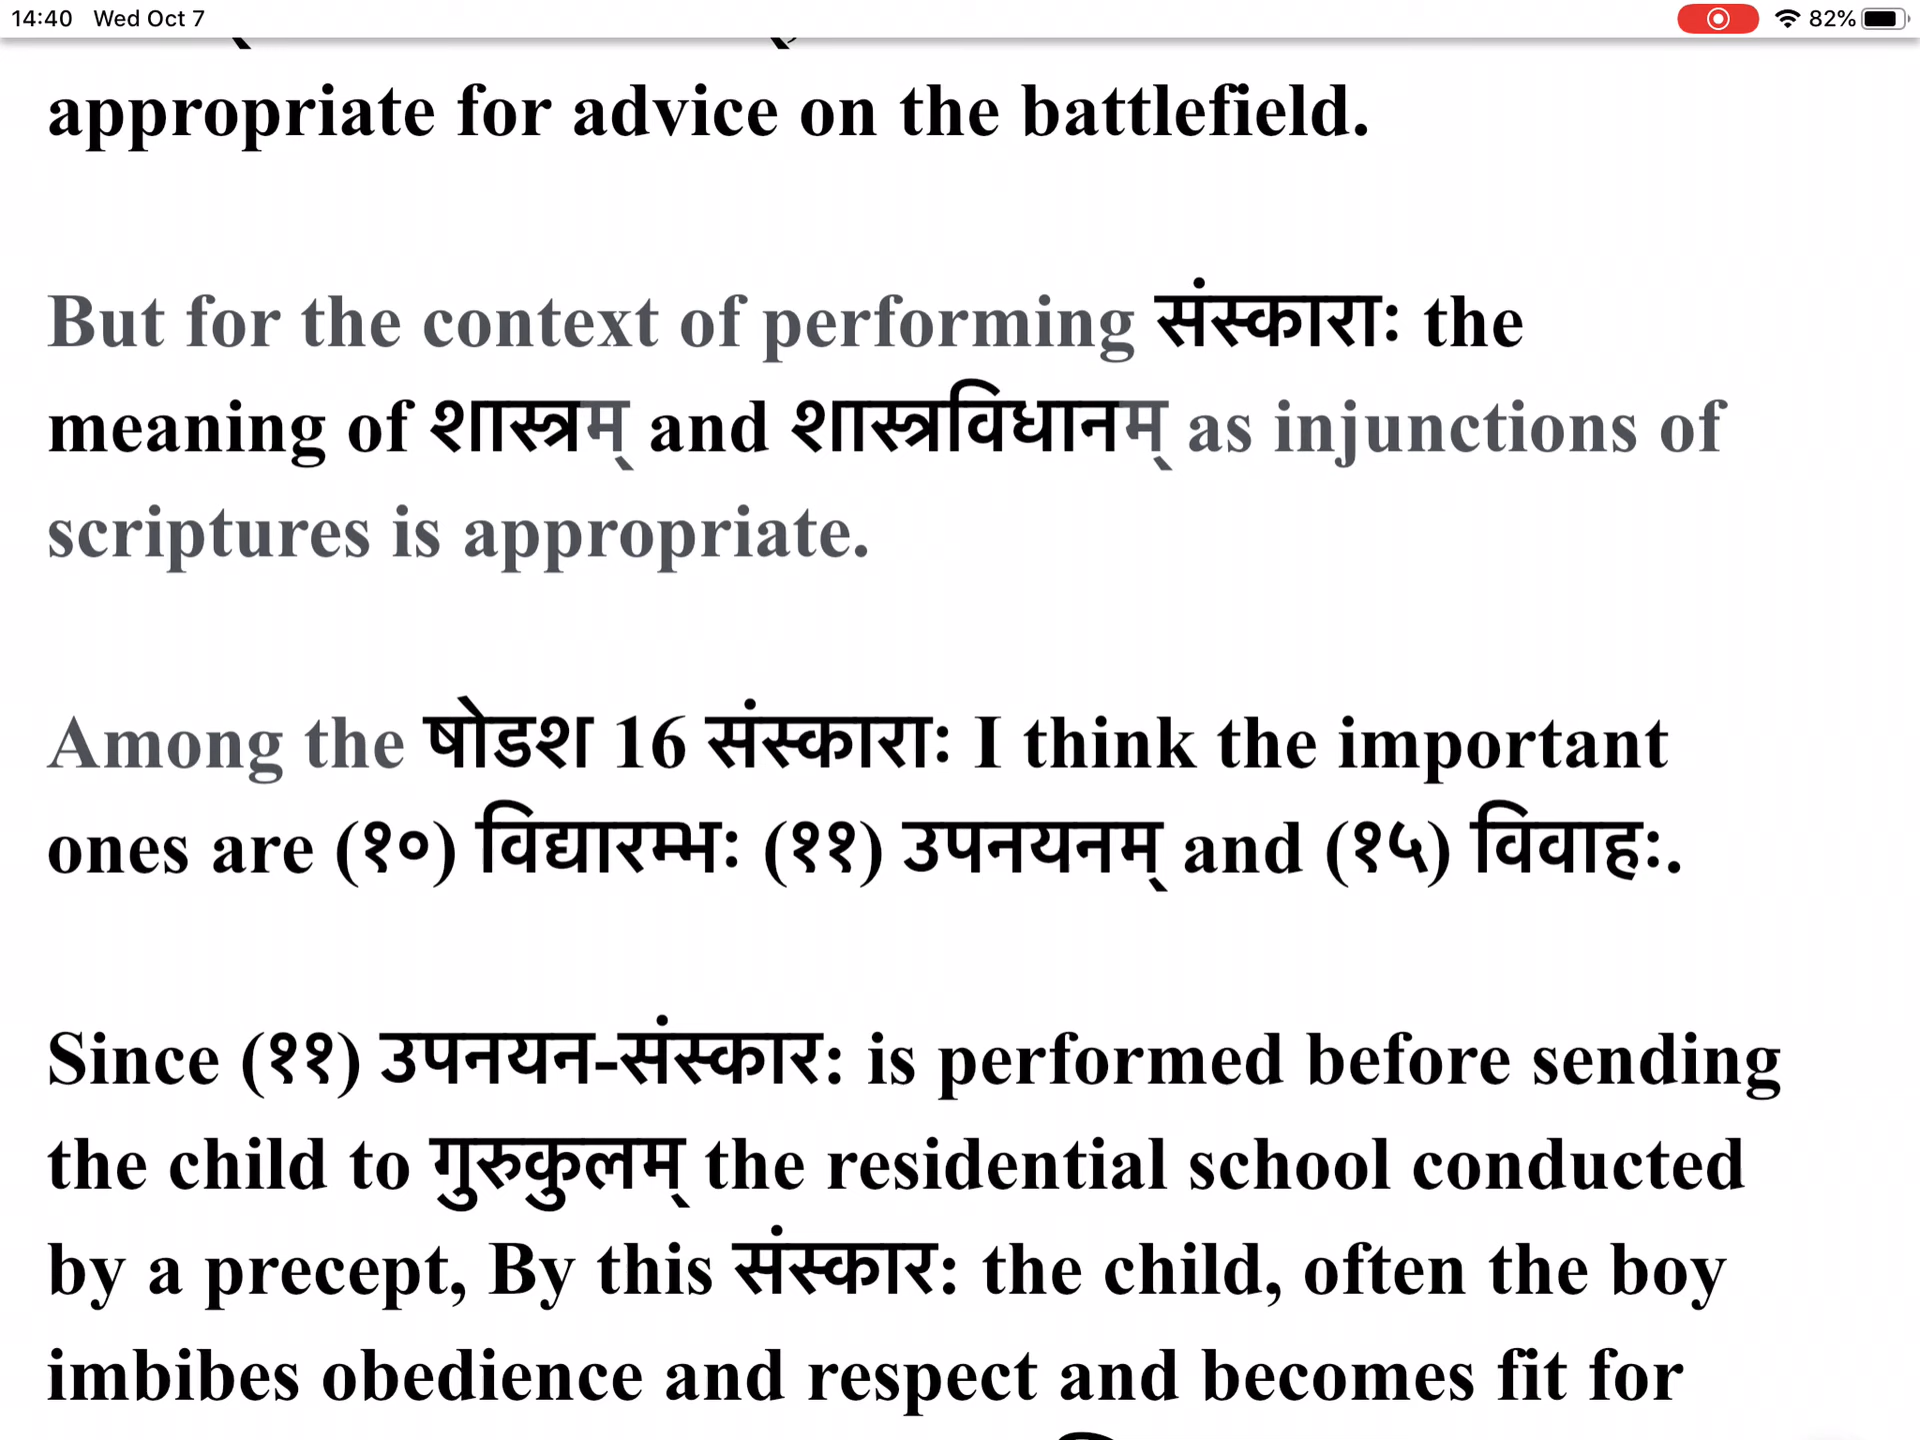 14:40 Wed Oct 7 82%
appropriate for advice on the battlefield.
But for the context of performing संस्काराः the
meaning of शास्त्रम् and शास्त्रविधानम् as injunctions of
scriptures is appropriate.
Among the षोडश 16 संस्काराः I think the important
ones are (१०) विद्यारम्भः (११) उपनयनम् and (१५) विवाहः.
Since (११) उपनयन-संस्कार: is performed before sending
the child to गुरुकुलम् the residential school conducted
by a precept, By this संस्कार: the child, often the boy
imbibes obedience and respect and becomes fit for